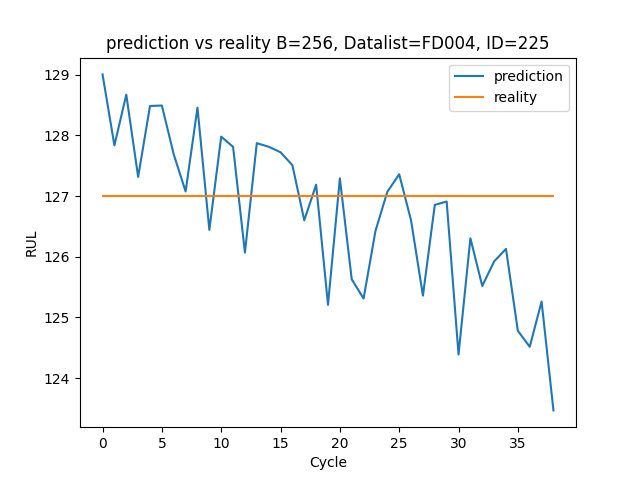 prediction vs reality B=256, Datalist=FD004, ID=225
prediction
reality
129
128
127
126
125
124
RUL
0 5 10 15 20 25 30 35
Cycle